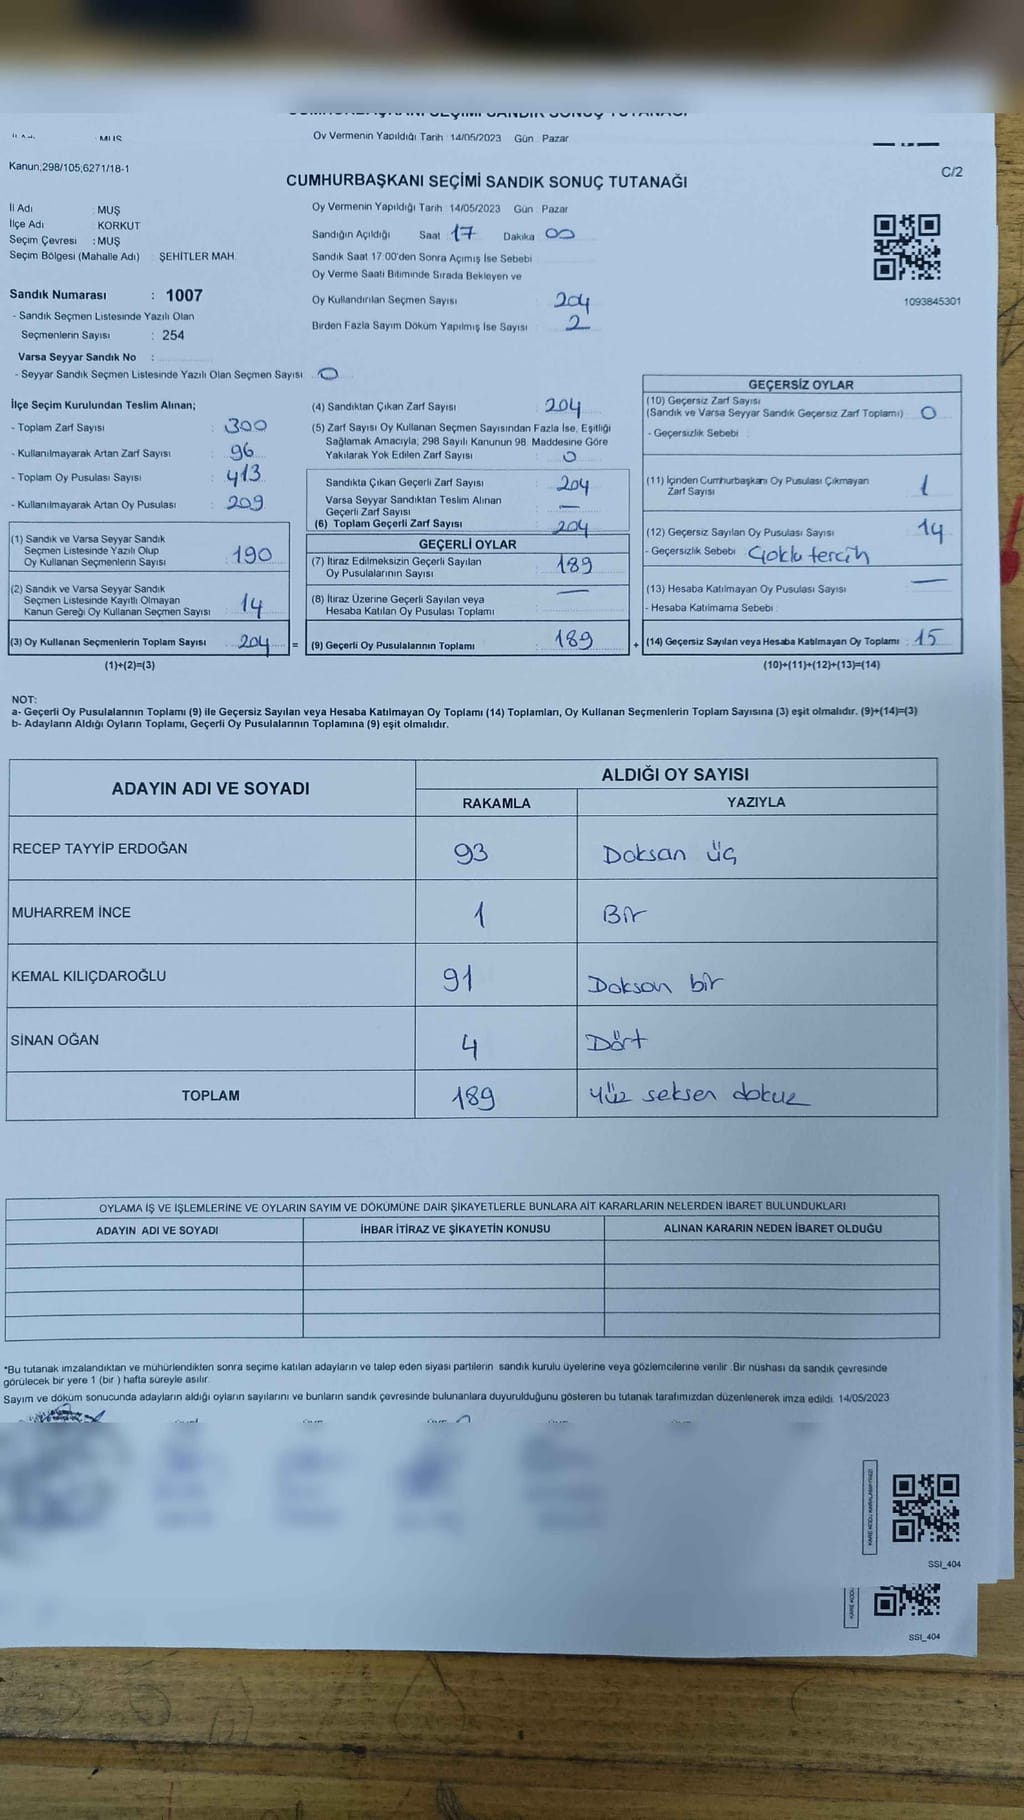 MUŞ
Oy Vermenin Yapıldığı Tarih 14/05/2023 Gün Pazar
Kanun;298/105;6271/18-1
C/2
CUMHURBAŞKANI SEÇİMİ SANDIK SONUÇ TUTANAĞI
İl Adı : MUŞ
İlçe Adı : KORKUT
Seçim Çevresi : MUŞ
Seçim Bölgesi (Mahalle Adı) ŞEHİTLER MAH.
Oy Vermenin Yapıldığı Tarih : 14/05/2023 Gün Pazar
Sandığın Açıldığı Saat 17 Dakika 00
Sandık Saat 17 00'den Sonra Açımış İse Sebebi
Oy Verme Saati Bitiminde Sırada Bekleyen ve
Oy Kullandırılan Seçmen Sayısı 204
Birden Fazla Sayım Döküm Yapılmış İse Sayısı 2
1093845301
Sandık Numarası : 1007
- Sandık Seçmen Listesinde Yazılı Olan
Seçmenlerin Sayısı : 254
Varsa Seyyar Sandık No :
- Seyyar Sandık Seçmen Listesinde Yazılı Olan Seçmen Sayısı 0
İlçe Seçim Kurulundan Teslim Alınan;
- Toplam Zarf Sayısı : 300
- Kullanılmayarak Artan Zarf Sayısı : 96
- Toplam Oy Pusulası Sayısı : 413
- Kullanılmayarak Artan Oy Pusulası : 209
(1) Sandık ve Varsa Seyyar Sandık
Seçmen Listesinde Yazılı Olup
Oy Kullanan Seçmenlerin Sayısı 190
(2) Sandık ve Varsa Seyyar Sandık
Seçmen Listesinde Kayıtlı Olmayan
Kanun Gereği Oy Kullanan Seçmen Sayısı 14
(3) Oy Kullanan Seçmenlerin Toplam Sayısı 204 =
(1)+(2)=(3)
(4) Sandıktan Çıkan Zarf Sayısı 204
(5) Zarf Sayısı Oy Kullanan Seçmen Sayısından Fazla İse, Eşitliği
Sağlamak Amacıyla, 298 Sayılı Kanunun 98. Maddesine Göre
Yakılarak Yok Edilen Zarf Sayısı 0
Sandıkta Çıkan Geçerli Zarf Sayısı 204
Varsa Seyyar Sandıktan Teslim Alınan
Geçerli Zarf Sayısı —
(6) Toplam Geçerli Zarf Sayısı 204
GEÇERLİ OYLAR
(7) İtiraz Edilmeksizin Geçerli Sayılan
Oy Pusulalarının Sayısı 189
(8) İtiraz Üzerine Geçerli Sayılan veya
Hesaba Katılan Oy Pusulası Toplamı —
(9) Geçerli Oy Pusulalarının Toplamı 189 +
GEÇERSİZ OYLAR
(10) Geçersiz Zarf Sayısı
(Sandık ve Varsa Seyyar Sandık Geçersiz Zarf Toplamı) 0
- Geçersizlik Sebebi
(11) İçinden Cumhurbaşkanı Oy Pusulası Çıkmayan
Zarf Sayısı 1
(12) Geçersiz Sayılan Oy Pusulası Sayısı 14
- Geçersizlik Sebebi Çoklu tercih
(13) Hesaba Katılmayan Oy Pusulası Sayısı —
- Hesaba Katılmama Sebebi
(14) Geçersiz Sayılan veya Hesaba Katılmayan Oy Toplamı : 15
(10)+(11)+(12)+(13)=(14)
NOT:
a- Geçerli Oy Pusulalarının Toplamı (9) ile Geçersiz Sayılan veya Hesaba Katılmayan Oy Toplamı (14) Toplamları, Oy Kullanan Seçmenlerin Toplam Sayısına (3) eşit olmalıdır. (9)+(14)=(3)
b- Adayların Aldığı Oyların Toplamı, Geçerli Oy Pusulalarının Toplamına (9) eşit olmalıdır.
ADAYIN ADI VE SOYADI ALDIĞI OY SAYISI
RAKAMLA YAZIYLA
RECEP TAYYİP ERDOĞAN 93 Doksan üç
MUHARREM İNCE 1 Bir
KEMAL KILIÇDAROĞLU 91 Doksan bir
SİNAN OĞAN 4 Dört
TOPLAM 189 Yüz seksen dokuz
OYLAMA İŞ VE İŞLEMLERİNE VE OYLARIN SAYIM VE DÖKÜMÜNE DAİR ŞİKAYETLERLE BUNLARA AİT KARARLARIN NELERDEN İBARET BULUNDUKLARI
ADAYIN ADI VE SOYADI İHBAR İTİRAZ VE ŞİKAYETİN KONUSU ALINAN KARARIN NEDEN İBARET OLDUĞU
*Bu tutanak imzalandıktan ve mühürlendikten sonra seçime katılan adayların ve talep eden siyasi partilerin sandık kurulu üyelerine veya gözlemcilerine verilir. Bir nüshası da sandık çevresinde
görülecek bir yere 1 (bir ) hafta süreyle asılır.
Sayım ve döküm sonucunda adayların aldığı oyların sayılarını ve bunların sandık çevresinde bulunanlara duyurulduğunu gösteren bu tutanak tarafımızdan düzenlenerek imza edildi. 14/05/2023
SSI_404
SSI_404